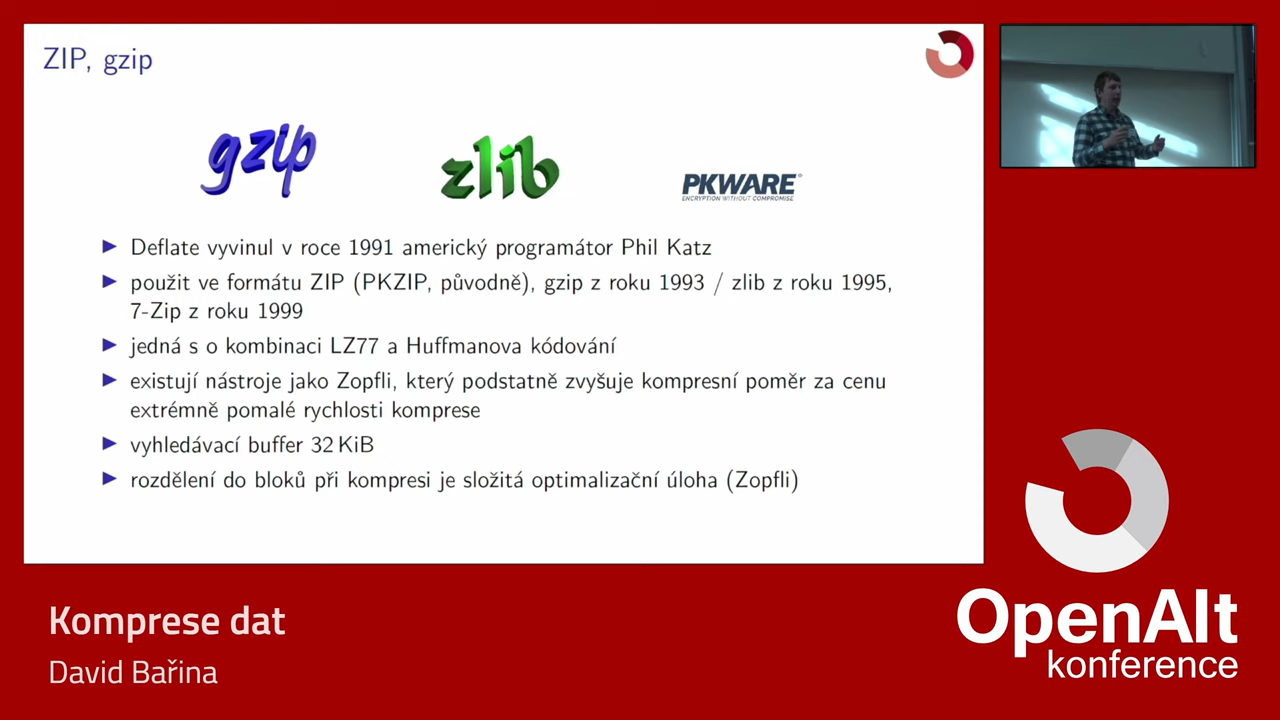 ZIP, gzip
gzip
zlib
PKWARE®
ENCRYPTION WITHOUT COMPROMISE
Deflate vyvinul v roce 1991 americký programátor Phil Katz
použit ve formátu ZIP (PKZIP, původně), gzip z roku 1993 / zlib z roku 1995,
7-Zip z roku 1999
jedná s o kombinaci LZ77 a Huffmanova kódování
existují nástroje jako Zopfli, který podstatně zvyšuje kompresní poměr za cenu
extrémně pomalé rychlosti komprese
vyhledávací buffer 32 KiB
rozdělení do bloků při kompresi je složitá optimalizační úloha (Zopfli)
Komprese dat
David Bařina
OpenAlt
konference